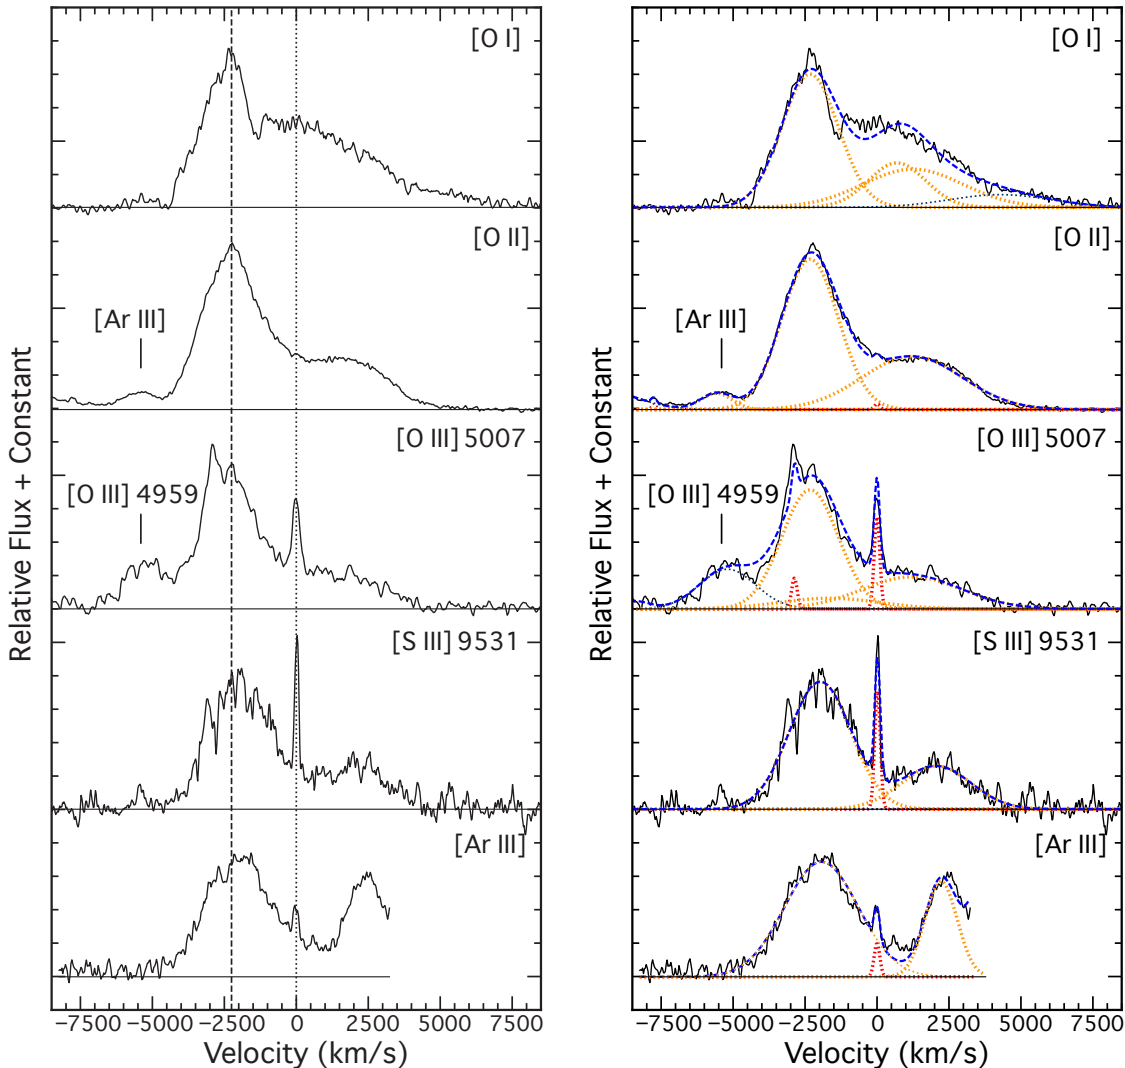 [O I]
[O II]
[Ar III]
[O III] 5007
[O III] 4959
[S III] 9531
[Ar III]
−7500 −5000 −2500 0 2500 5000 7500
Velocity (km/s)
Relative Flux + Constant
[O I]
[O II]
[Ar III]
[O III] 5007
[O III] 4959
[S III] 9531
[Ar III]
−7500 −5000 −2500 0 2500 5000 7500
Velocity (km/s)
Relative Flux + Constant